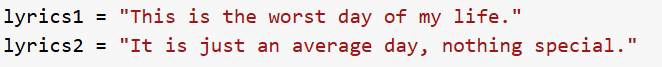 lyrics1 = "This is the worst day of my life."
lyrics2 = "It is just an average day, nothing special."